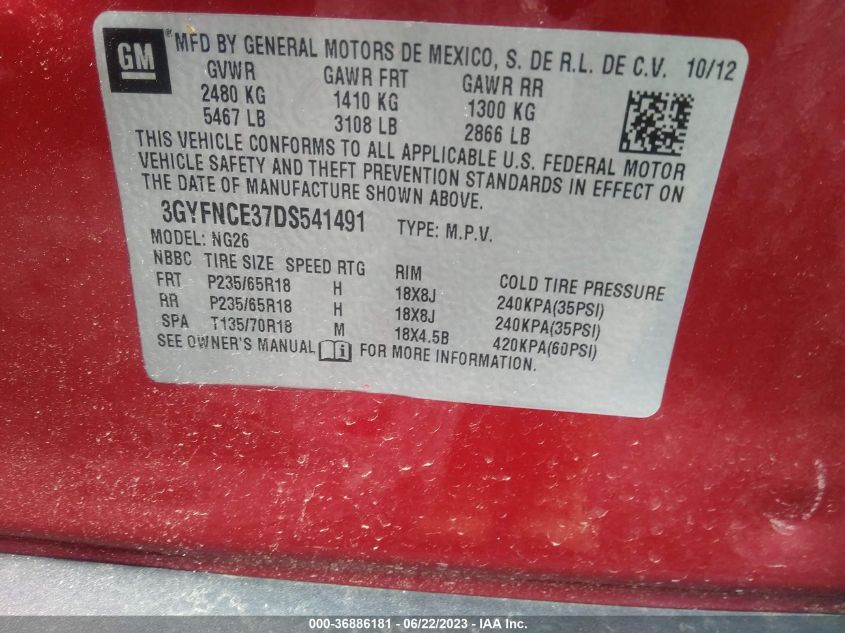 GM
MFD BY GENERAL MOTORS DE MEXICO, S. DE R.L. DE C.V. 10/12
GVWR GAWR FRT GAWR RR
2480 KG 1410 KG 1300 KG
5467 LB 3108 LB 2866 LB
THIS VEHICLE CONFORMS TO ALL APPLICABLE U.S. FEDERAL MOTOR
VEHICLE SAFETY AND THEFT PREVENTION STANDARDS IN EFFECT ON
THE DATE OF MANUFACTURE SHOWN ABOVE.
3GYFNCE37DS541491 TYPE: M.P.V.
MODEL: NG26
NBBC TIRE SIZE SPEED RTG RIM COLD TIRE PRESSURE
FRT P235/65R18 H 18X8J 240KPA(35PSI)
RR P235/65R18 H 18X8J 240KPA(35PSI)
SPA T135/70R18 M 18X4.5B 420KPA(60PSI)
SEE OWNER'S MANUAL FOR MORE INFORMATION.
000-36886181 - 06/22/2023 - IAA Inc.